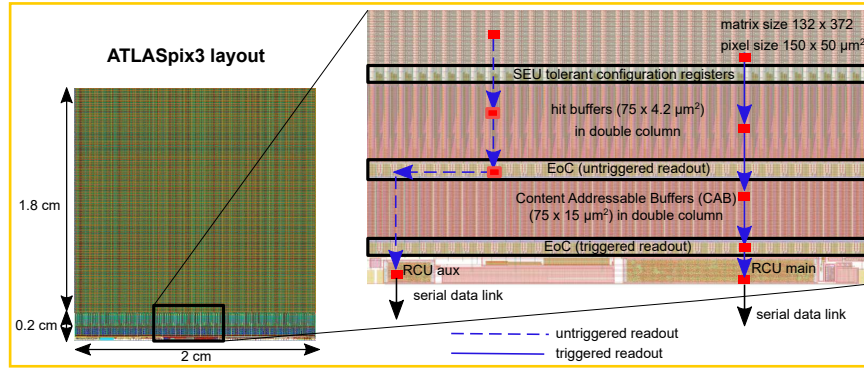 ATLASpix3 layout
1.8 cm
0.2 cm
2 cm
matrix size 132 x 372
pixel size 150 x 50 µm²
SEU tolerant configuration registers
hit buffers (75 x 4.2 µm²)
in double column
EoC (untriggered readout)
Content Addressable Buffers (CAB)
(75 x 15 µm²) in double column
EoC (triggered readout)
RCU aux
RCU main
serial data link
serial data link
untriggered readout
triggered readout